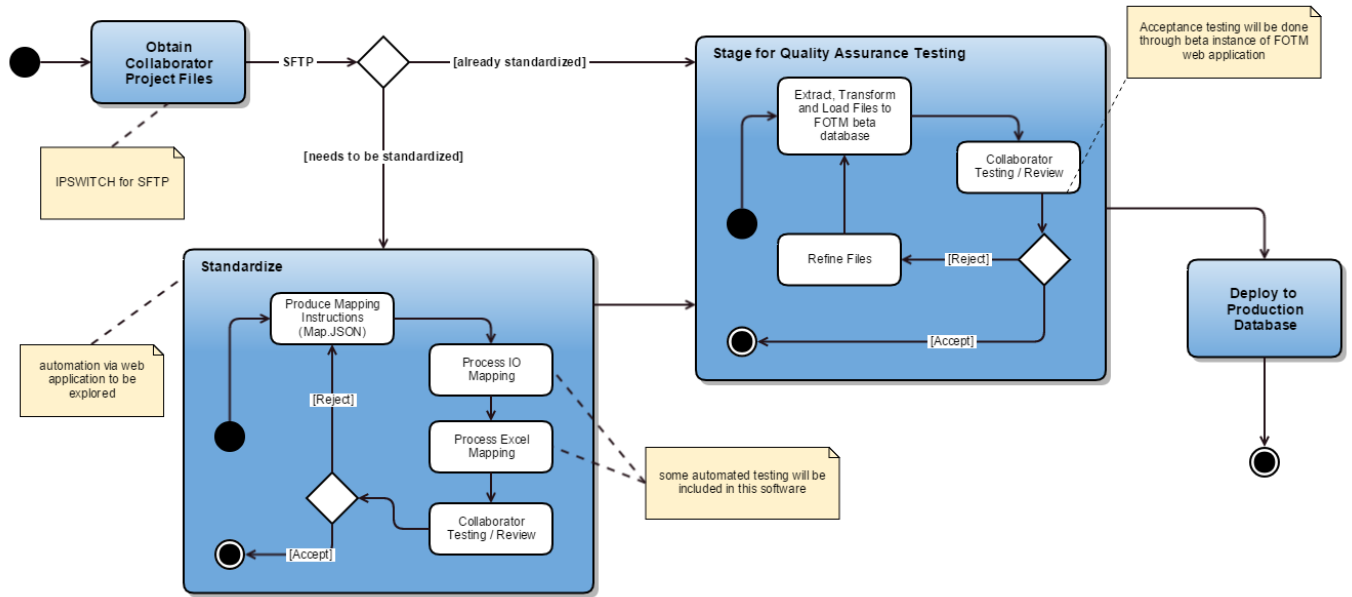 Obtain
Collaborator
Project Files
SFTP
[already standardized]
[needs to be standardized]
IPSWITCH for SFTP
Stage for Quality Assurance Testing
Extract, Transform
and Load Files to
FOTM beta
database
Collaborator
Testing / Review
Refine Files
[Reject]
[Accept]
Acceptance testing will be done
through beta instance of FOTM
web application
Deploy to
Production
Database
Standardize
Produce Mapping
Instructions
(Map.JSON)
Process IO
Mapping
[Reject]
Process Excel
Mapping
Collaborator
Testing / Review
[Accept]
automation via web
application to be
explored
some automated testing will be
included in this software